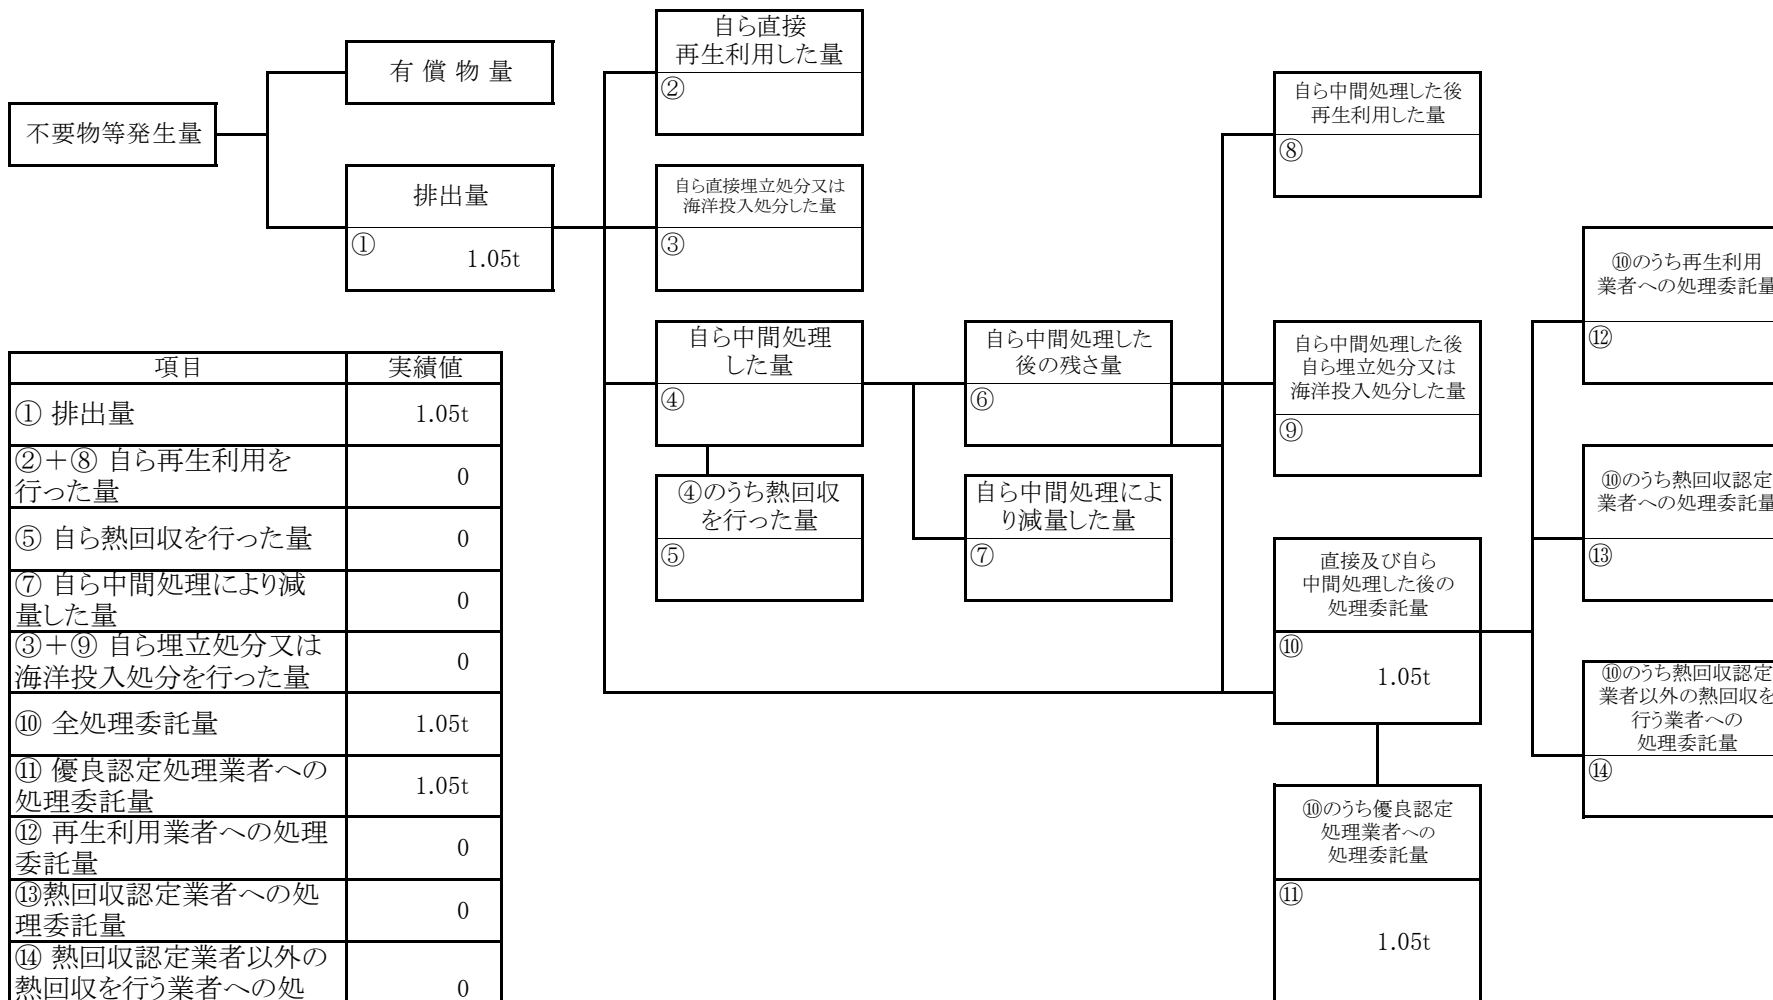 不要物等発生量
有 償 物 量
排出量
①
1.05t
自ら直接
再生利用した量
②
自ら直接埋立処分又は
海洋投入処分した量
③
自ら中間処理
した量
④
④のうち熱回収
を行った量
⑤
自ら中間処理した
後の残さ量
⑥
自ら中間処理によ
り減量した量
⑦
自ら中間処理した後
再生利用した量
⑧
自ら中間処理した後
自ら埋立処分又は
海洋投入処分した量
⑨
直接及び自ら
中間処理した後の
処理委託量
⑩
1.05t
⑩のうち優良認定
処理業者への
処理委託量
⑪
1.05t
⑩のうち再生利用
業者への処理委託量
⑫
⑩のうち熱回収認定
業者への処理委託量
⑬
⑩のうち熱回収認定
業者以外の熱回収を
行う業者への
処理委託量
⑭
項目 実績値
① 排出量 1.05t
②＋⑧ 自ら再生利用を
行った量 0
⑤ 自ら熱回収を行った量 0
⑦ 自ら中間処理により減
量した量 0
③＋⑨ 自ら埋立処分又は
海洋投入処分を行った量 0
⑩ 全処理委託量 1.05t
⑪ 優良認定処理業者への
処理委託量 1.05t
⑫ 再生利用業者への処理
委託量 0
⑬熱回収認定業者への処
理委託量 0
⑭ 熱回収認定業者以外の
熱回収を行う業者への処 0